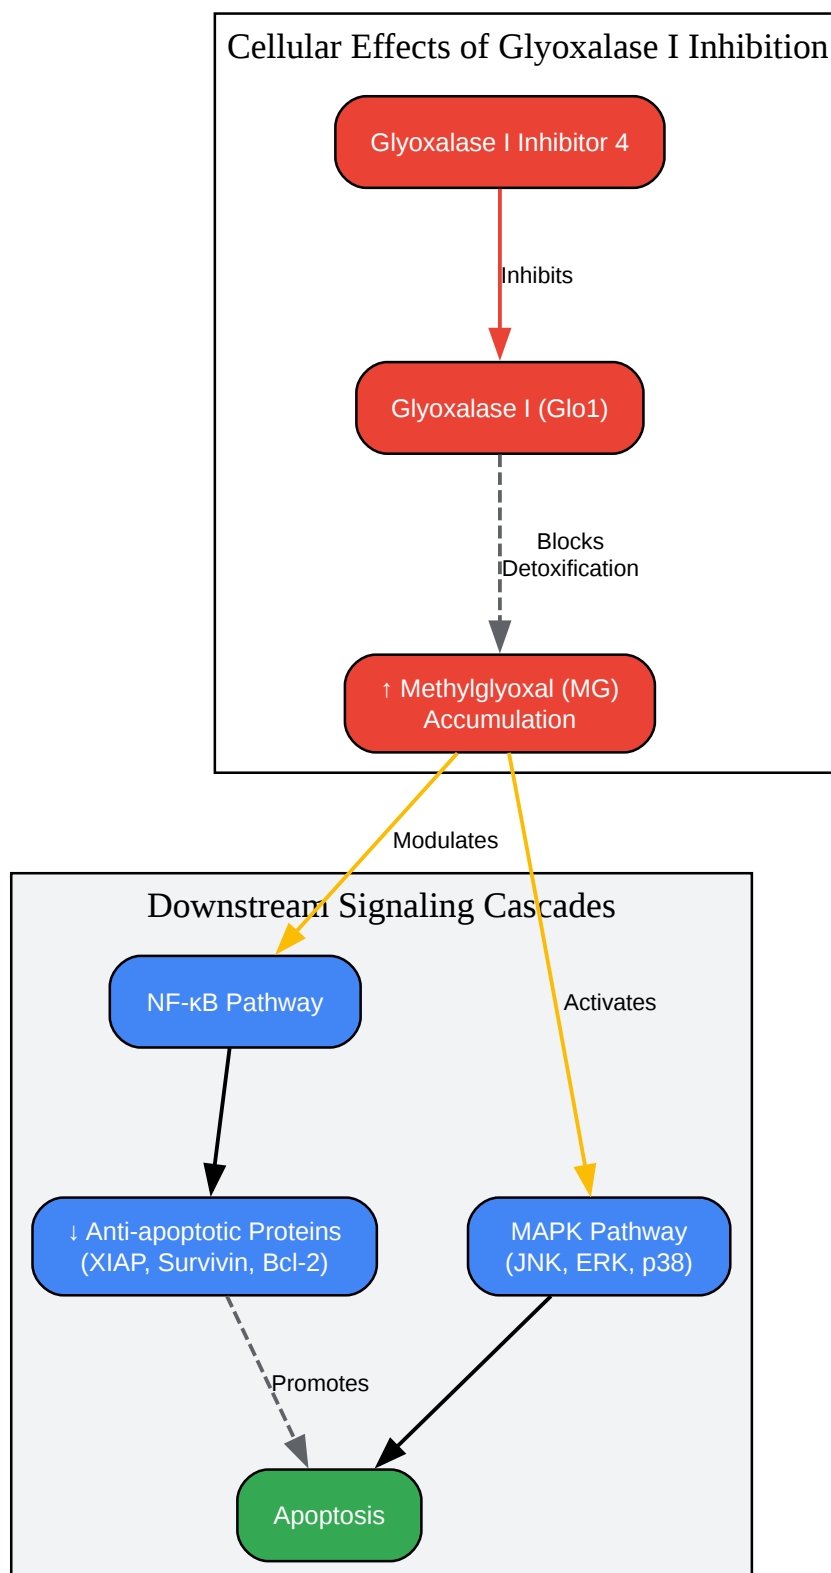 Cellular Effects of Glyoxalase I Inhibition
Glyoxalase I Inhibitor 4
Inhibits
Glyoxalase I (Glo1)
Blocks
Detoxification
↑ Methylglyoxal (MG)
Accumulation
Modulates
Downstream Signaling Cascades
NF-κB Pathway
Activates
↓ Anti-apoptotic Proteins
(XIAP, Survivin, Bcl-2)
MAPK Pathway
(JNK, ERK, p38)
Promotes
Apoptosis